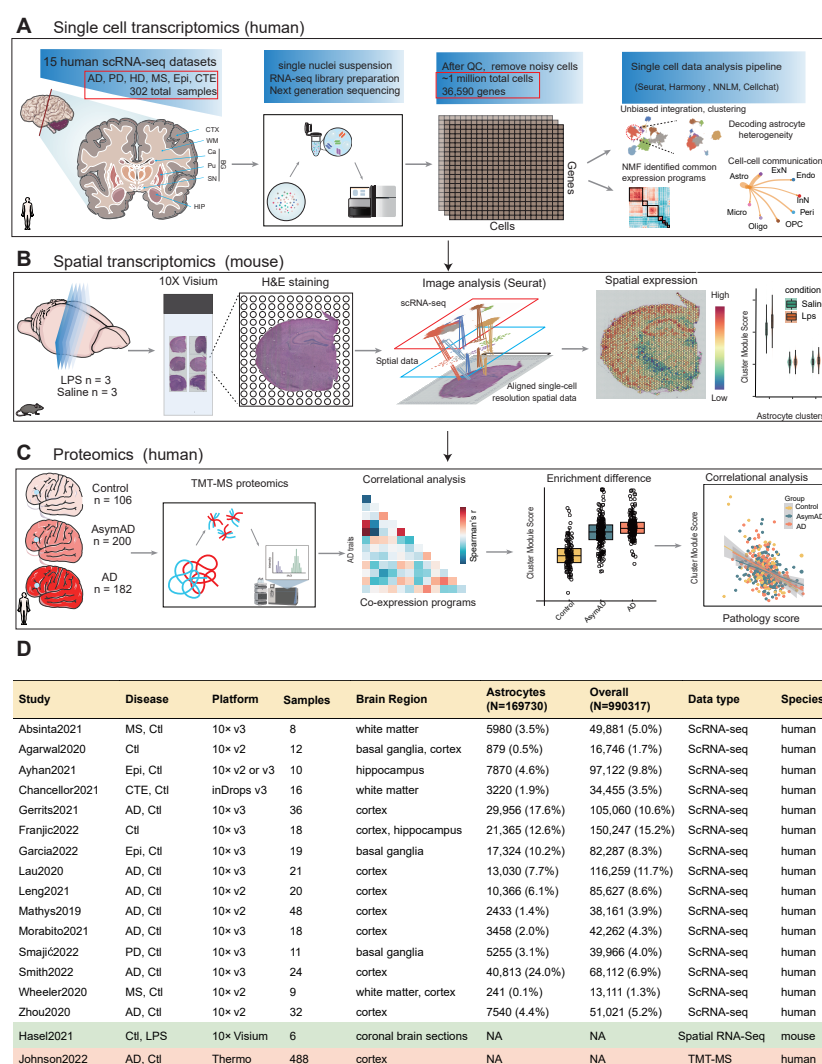 A Single cell transcriptomics (human)
15 human scRNA-seq datasets
AD, PD, HD, MS, Epi, CTE
302 total samples
CTX
WM
Ca
Pu
SN
BG
HIP
single nuclei suspension
RNA-seq library preparation
Next generation sequencing
After QC, remove noisy cells
~1 million total cells
36,590 genes
Genes
Cells
Single cell data analysis pipeline
(Seurat, Harmony , NNLM, Cellchat)
Unbiased integration, clustering
Decoding astrocyte
heterogeneity
NMF identified common
expression programs
Cell-cell communication
Astro
ExN
Endo
InN
Peri
OPC
Oligo
Micro
B Spatial transcriptomics (mouse)
LPS n = 3
Saline n = 3
10X Visium
H&E staining
Image analysis (Seurat)
scRNA-seq
Sptial data
Aligned single-cell
resolution spatial data
Spatial expression
High
Low
Cluster Module Score
condition
Salin
Lps
Astrocyte clusters
C Proteomics (human)
Control
n = 106
AsymAD
n = 200
AD
n = 182
TMT-MS proteomics
Correlational analysis
AD traits
Spearman's r
Co-expression programs
Enrichment difference
Cluster Module Score
Control
AsymAD
AD
Correlational analysis
Cluster Module Score
Group
Control
AsymAD
AD
Pathology score
D
Study Disease Platform Samples Brain Region Astrocytes (N=169730) Overall (N=990317) Data type Species
Absinta2021 MS, Ctl 10× v3 8 white matter 5980 (3.5%) 49,881 (5.0%) ScRNA-seq human
Agarwal2020 Ctl 10× v2 12 basal ganglia, cortex 879 (0.5%) 16,746 (1.7%) ScRNA-seq human
Ayhan2021 Epi, Ctl 10× v2 or v3 10 hippocampus 7870 (4.6%) 97,122 (9.8%) ScRNA-seq human
Chancellor2021 CTE, Ctl inDrops v3 16 white matter 3220 (1.9%) 34,455 (3.5%) ScRNA-seq human
Gerrits2021 AD, Ctl 10× v3 36 cortex 29,956 (17.6%) 105,060 (10.6%) ScRNA-seq human
Franjic2022 Ctl 10× v3 18 cortex, hippocampus 21,365 (12.6%) 150,247 (15.2%) ScRNA-seq human
Garcia2022 Epi, Ctl 10× v3 19 basal ganglia 17,324 (10.2%) 82,287 (8.3%) ScRNA-seq human
Lau2020 AD, Ctl 10× v3 21 cortex 13,030 (7.7%) 116,259 (11.7%) ScRNA-seq human
Leng2021 AD, Ctl 10× v2 20 cortex 10,366 (6.1%) 85,627 (8.6%) ScRNA-seq human
Mathys2019 AD, Ctl 10× v2 48 cortex 2433 (1.4%) 38,161 (3.9%) ScRNA-seq human
Morabito2021 AD, Ctl 10× v3 18 cortex 3458 (2.0%) 42,262 (4.3%) ScRNA-seq human
Smajić2022 PD, Ctl 10× v3 11 basal ganglia 5255 (3.1%) 39,966 (4.0%) ScRNA-seq human
Smith2022 AD, Ctl 10× v3 24 cortex 40,813 (24.0%) 68,112 (6.9%) ScRNA-seq human
Wheeler2020 MS, Ctl 10× v2 9 white matter, cortex 241 (0.1%) 13,111 (1.3%) ScRNA-seq human
Zhou2020 AD, Ctl 10× v2 32 cortex 7540 (4.4%) 51,021 (5.2%) ScRNA-seq human
Hasel2021 Ctl, LPS 10× Visium 6 coronal brain sections NA NA Spatial RNA-Seq mouse
Johnson2022 AD, Ctl Thermo 488 cortex NA NA TMT-MS human